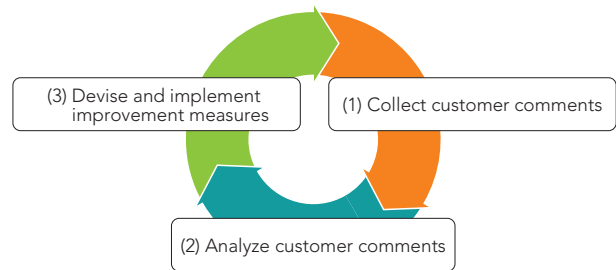 (1) Collect customer comments
(2) Analyze customer comments
(3) Devise and implement
improvement measures